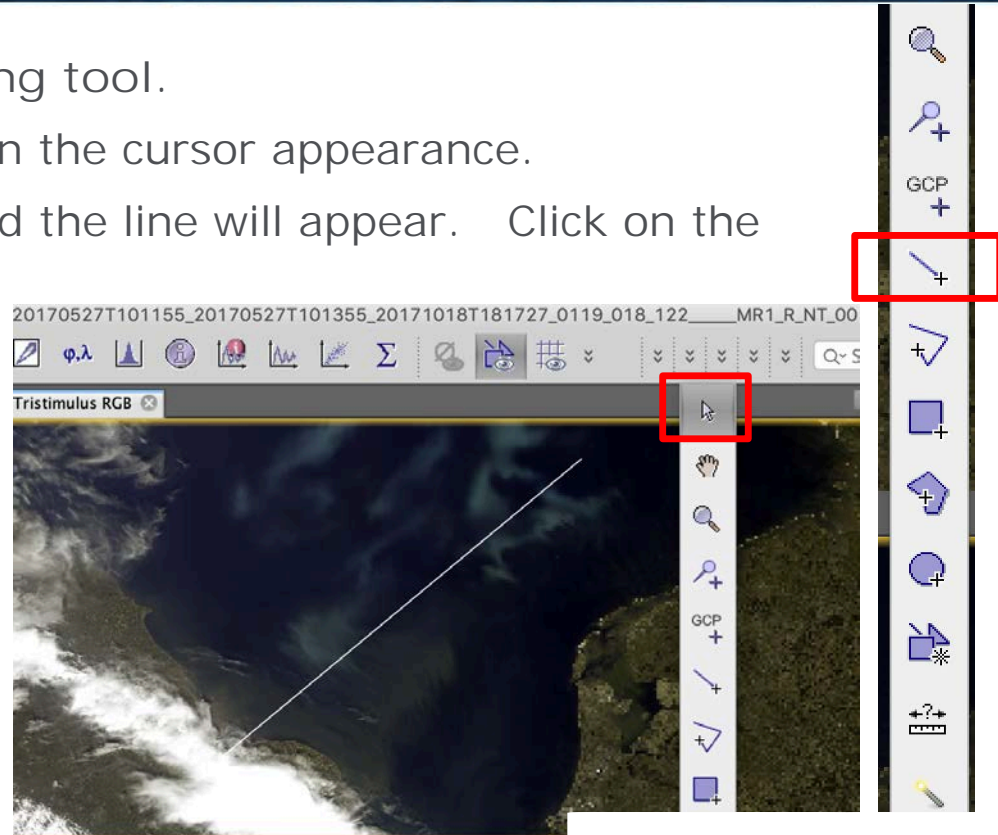 ng tool.
n the cursor appearance.
d the line will appear. Click on the
GCP
20170527T101155_20170527T101355_20171018T181727_0119_018_122_____MR1_R_NT_00
φ,λ
Σ
Tristimulus RGB
GCP